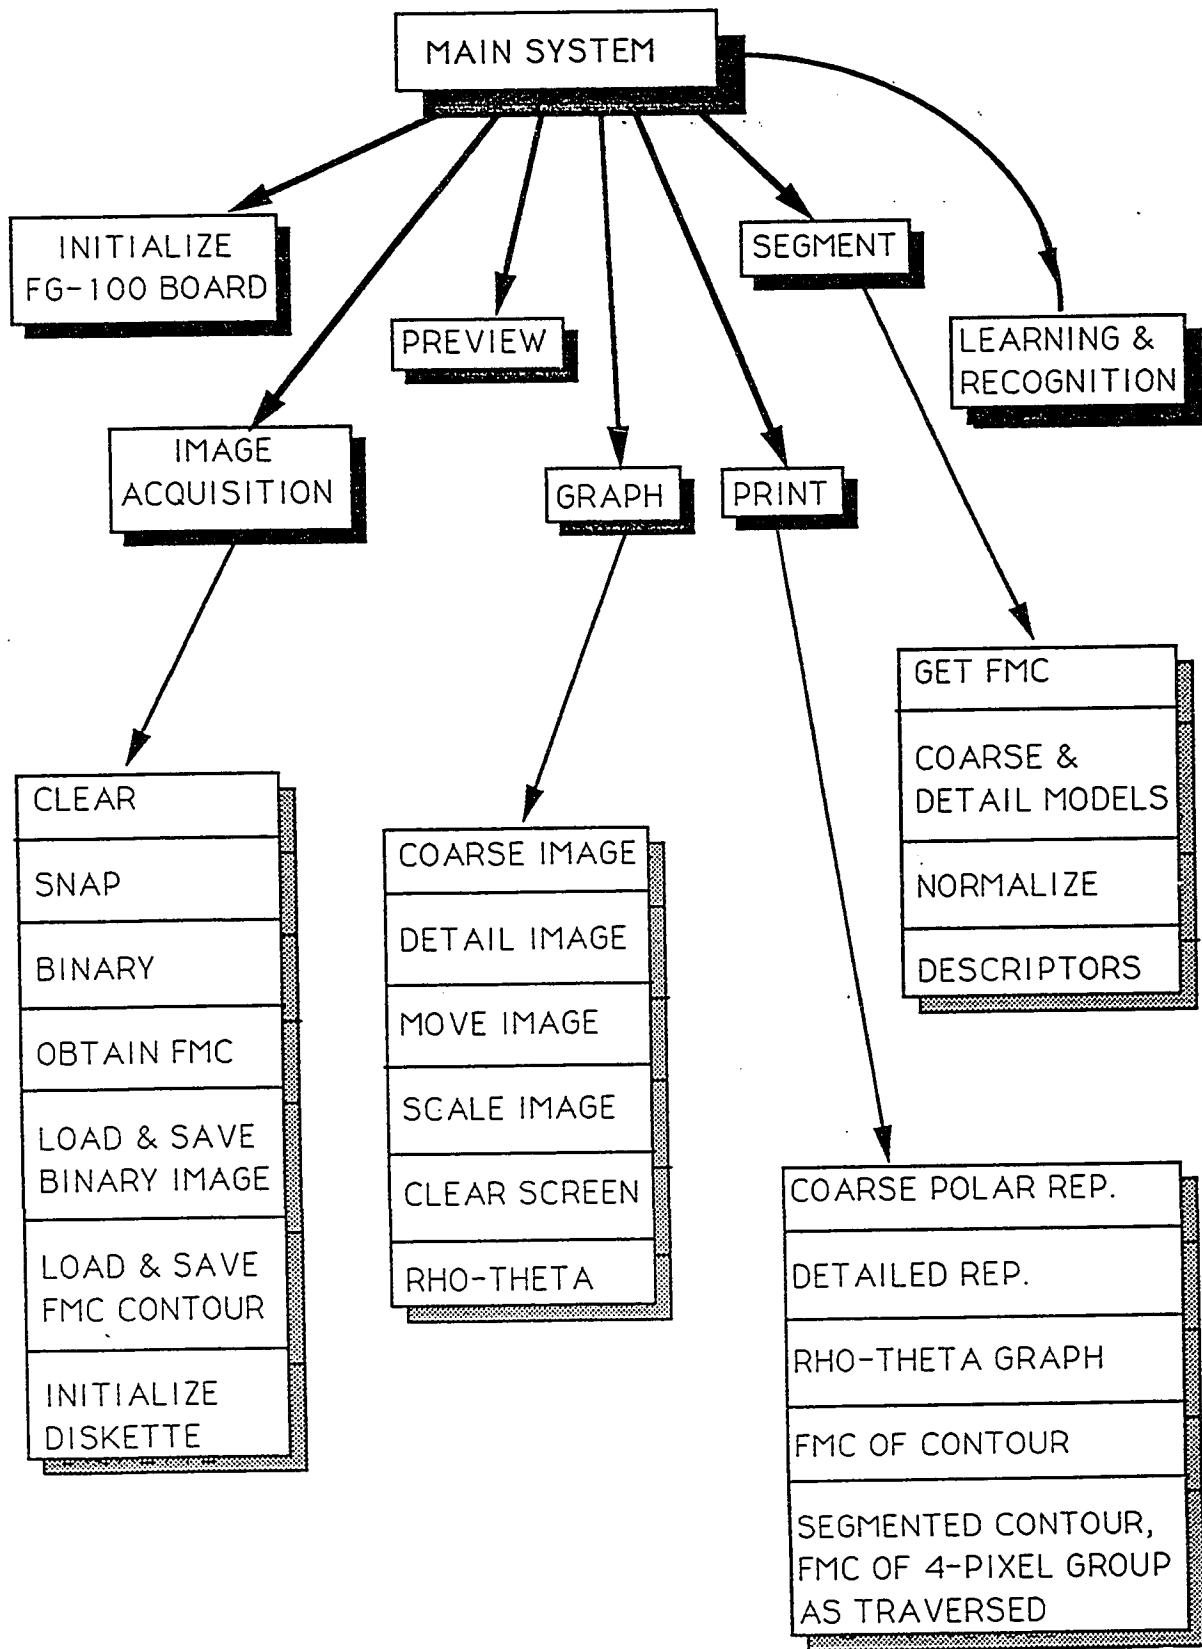 MAIN SYSTEM
INITIALIZE
FG-100 BOARD
SEGMENT
PREVIEW
LEARNING &
RECOGNITION
IMAGE
ACQUISITION
GRAPH
PRINT
CLEAR
SNAP
BINARY
OBTAIN FMC
LOAD & SAVE
BINARY IMAGE
LOAD & SAVE
FMC CONTOUR
INITIALIZE
DISKETTE
COARSE IMAGE
DETAIL IMAGE
MOVE IMAGE
SCALE IMAGE
CLEAR SCREEN
RHO-THETA
COARSE POLAR REP.
DETAILED REP.
RHO-THETA GRAPH
FMC OF CONTOUR
SEGMENTED CONTOUR,
FMC OF 4-PIXEL GROUP
AS TRAVERSED
GET FMC
COARSE &
DETAIL MODELS
NORMALIZE
DESCRIPTORS